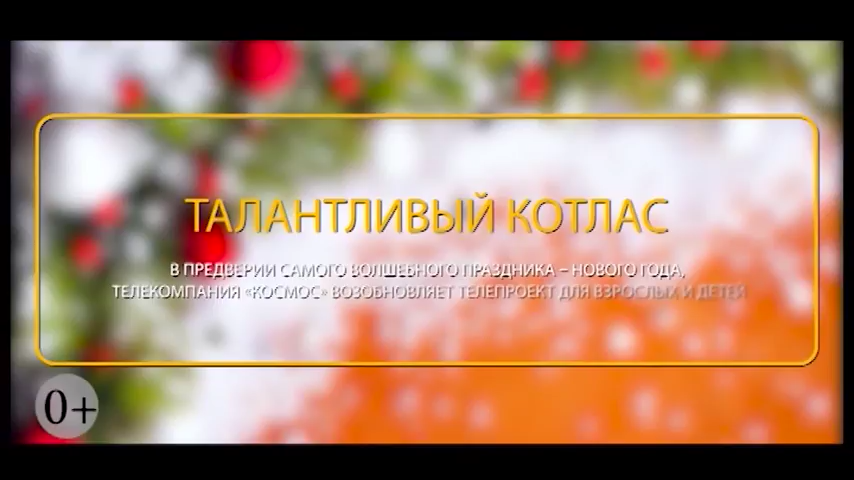 ТАЛАНТЛИВЫЙ КОТЛАС
В ПРЕДВЕРИИ САМОГО ВОЛШЕБНОГО ПРАЗДНИКА – НОВОГО ГОДА,
ТЕЛЕКОМПАНИЯ «КОСМОС» ВОЗОБНОВЛЯЕТ ТЕЛЕПРОЕКТ ДЛЯ ВЗРОСЛЫХ И ДЕТЕЙ
0+